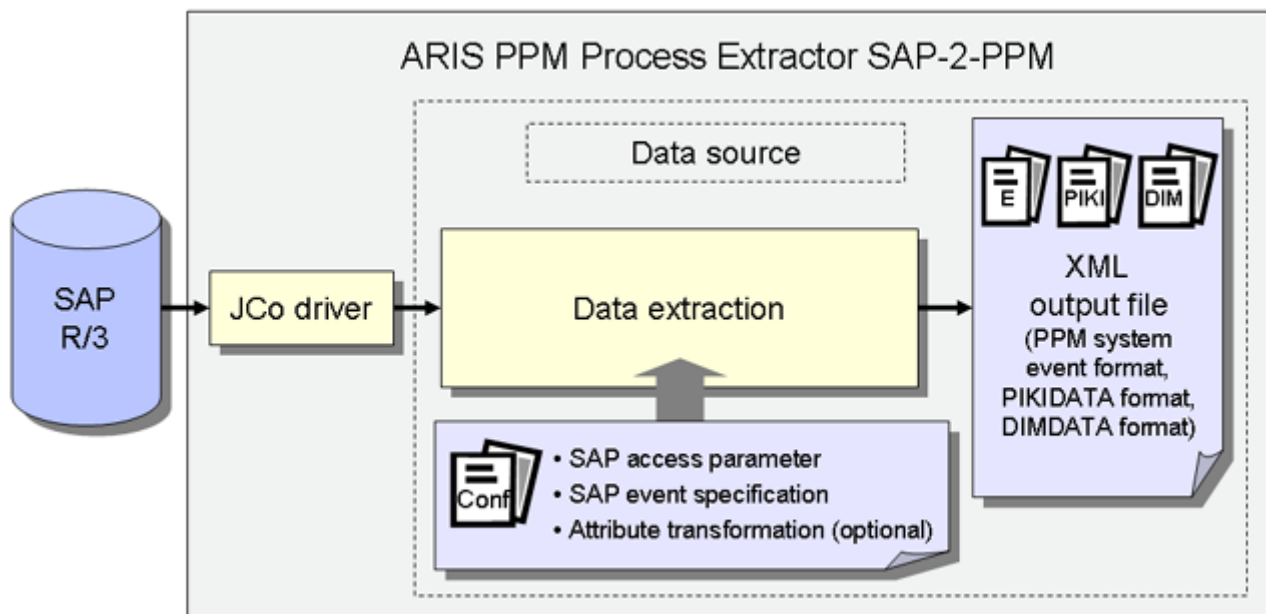 ARIS PPM Process Extractor SAP-2-PPM
Data source
E
PIKI
DIM
SAP
R/3
JCo driver
Data extraction
XML
output file
(PPM system
event format,
PIKIDATA format,
DIMDATA format)
Conf
• SAP access parameter
• SAP event specification
• Attribute transformation (optional)